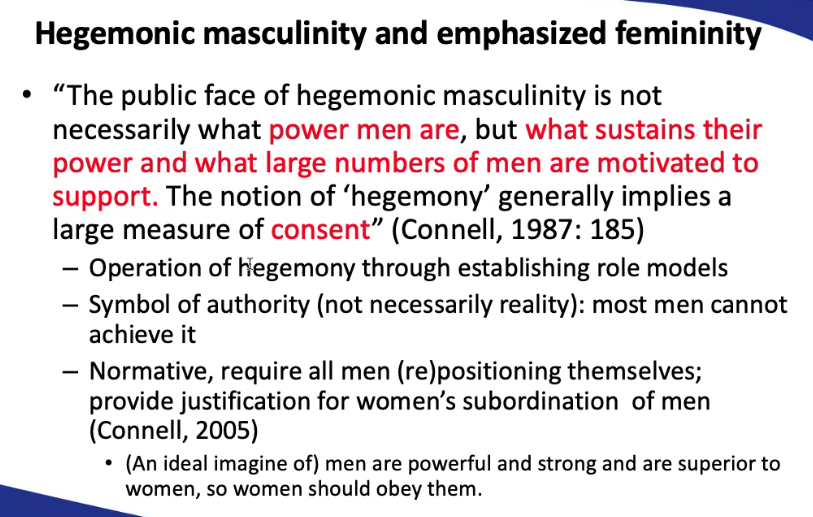 Hegemonic masculinity and emphasized femininity
• “The public face of hegemonic masculinity is not
necessarily what power men are, but what sustains their
power and what large numbers of men are motivated to
support. The notion of ‘hegemony’ generally implies a
large measure of consent” (Connell, 1987: 185)
– Operation of hegemony through establishing role models
– Symbol of authority (not necessarily reality): most men cannot
achieve it
– Normative, require all men (re)positioning themselves;
provide justification for women’s subordination of men
(Connell, 2005)
• (An ideal imagine of) men are powerful and strong and are superior to
women, so women should obey them.